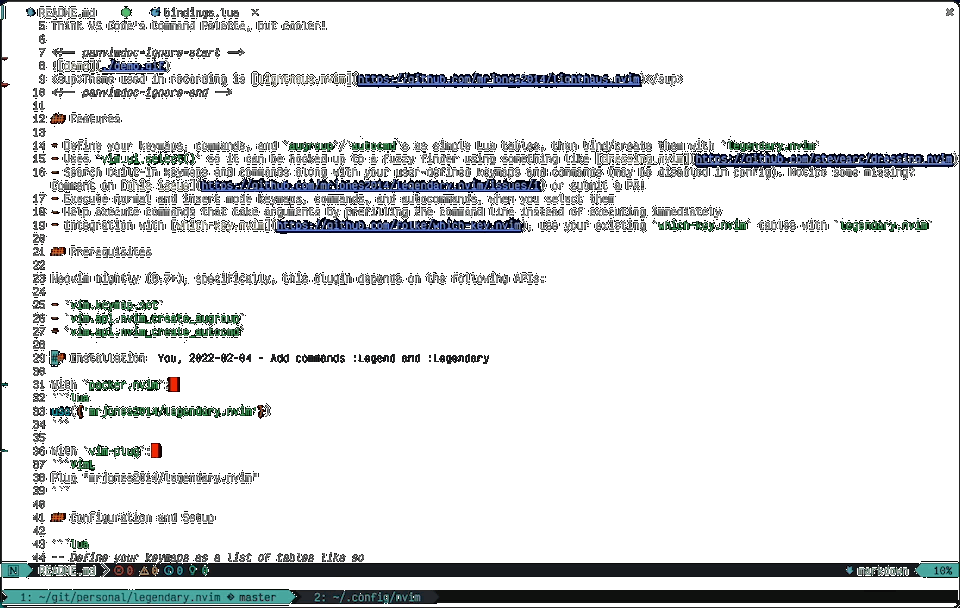 README.md bindings.lua ×
5 Think VS Code's Command Palette, but cooler!
6
7 <!-- panvimdoc-ignore-start -->
8 ![demo](./demo.gif)
9 <sup>Theme used in recording is [lighthaus.nvim](https://github.com/mrjones2014/lighthaus.nvim)</sup>
10 <!-- panvimdoc-ignore-end -->
11
12 ## Features
13
14 - Define your keymaps, commands, and `augroup`/`autocmd`s as simple Lua tables, then bind/create them with `legendary.nvim`
15 - Uses `vim.ui.select()` so it can be hooked up to a fuzzy finder using something like [dressing.nvim](https://github.com/stevearc/dressing.nvim)
16 - Search built-in keymaps and commands along with your user-defined keymaps and commands (may be disabled in config). Notice some missing?
Comment on [this issue](https://github.com/mrjones2014/legendary.nvim/issues/1) or submit a PR!
17 - Execute normal and insert mode keymaps, commands, and autocommands, when you select them
18 - Help execute commands that take arguments by prefilling the command line instead of executing immediately
19 - Integration with [which-key.nvim](https://github.com/folke/which-key.nvim), use your existing `which-key.nvim` tables with `legendary.nvim`
20
21 ## Prerequisites
22
23 Neovim nightly (0.7+); specifically, this plugin depends on the following APIs:
24
25 - `vim.keymap.set`
26 - `vim.api.nvim_create_augroup`
27 - `vim.api.nvim_create_autocmd`
28
29 ## Installation You, 2022-02-04 - Add commands :Legend and :Legendary
30
31 With `packer.nvim`:
32 ```lua
33 use({'mrjones2014/legendary.nvim'})
34 ```
35
36 With `vim-plug`:
37 ```vim
38 Plug "mrjones2014/legendary.nvim"
39 ```
40
41 ## Configuration and Setup
42
43 ```lua
44 -- Define your keymaps as a list of tables like so
N README.md 0 0 0 markdown 10%
1: ~/git/personal/legendary.nvim master 2: ~/.config/nvim